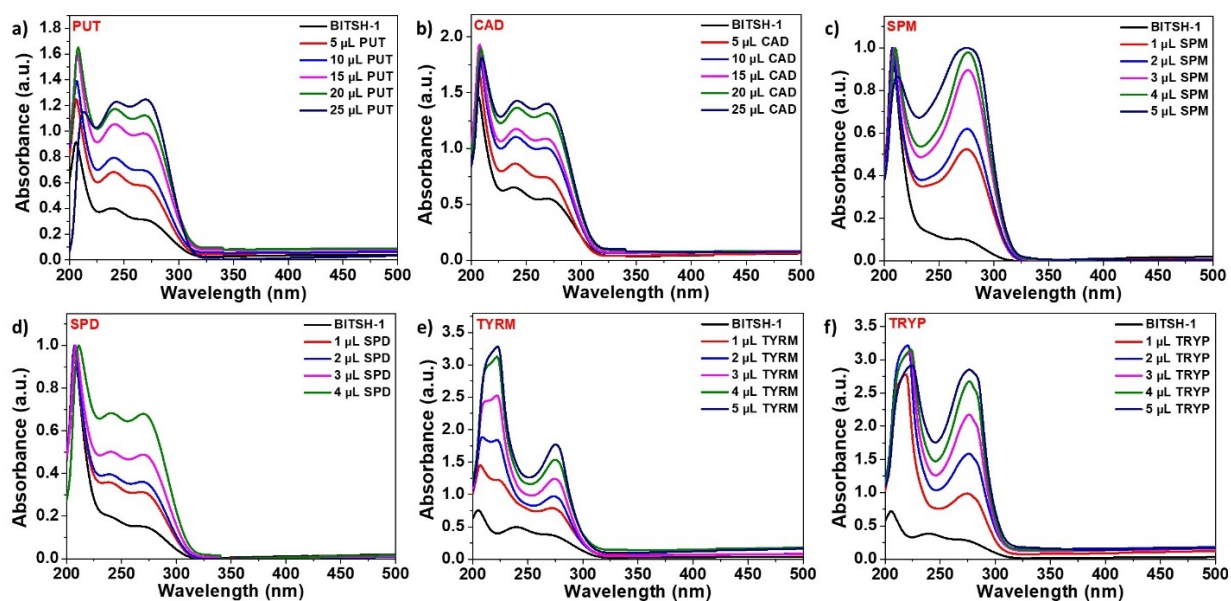 a)
PUT
BITSH-1
5 µL PUT
10 µL PUT
15 µL PUT
20 µL PUT
25 µL PUT
1.8
1.6
1.4
1.2
1.0
0.8
0.6
0.4
0.2
0.0
Absorbance (a.u.)
200 250 300 350 400 450 500
Wavelength (nm)
b)
CAD
BITSH-1
5 µL CAD
10 µL CAD
15 µL CAD
20 µL CAD
25 µL CAD
2.0
1.5
1.0
0.5
0.0
Absorbance (a.u.)
200 250 300 350 400 450 500
Wavelength (nm)
c)
SPM
BITSH-1
1 µL SPM
2 µL SPM
3 µL SPM
4 µL SPM
5 µL SPM
1.0
0.8
0.6
0.4
0.2
0.0
Absorbance (a.u.)
200 250 300 350 400 450 500
Wavelength (nm)
d)
SPD
BITSH-1
1 µL SPD
2 µL SPD
3 µL SPD
4 µL SPD
1.0
0.8
0.6
0.4
0.2
0.0
Absorbance (a.u.)
200 250 300 350 400 450 500
Wavelength (nm)
e)
TYRM
BITSH-1
1 µL TYRM
2 µL TYRM
3 µL TYRM
4 µL TYRM
5 µL TYRM
3.5
3.0
2.5
2.0
1.5
1.0
0.5
0.0
Absorbance (a.u.)
200 250 300 350 400 450 500
Wavelength (nm)
f)
TRYP
BITSH-1
1 µL TRYP
2 µL TRYP
3 µL TRYP
4 µL TRYP
5 µL TRYP
3.5
3.0
2.5
2.0
1.5
1.0
0.5
0.0
Absorbance (a.u.)
200 250 300 350 400 450 500
Wavelength (nm)